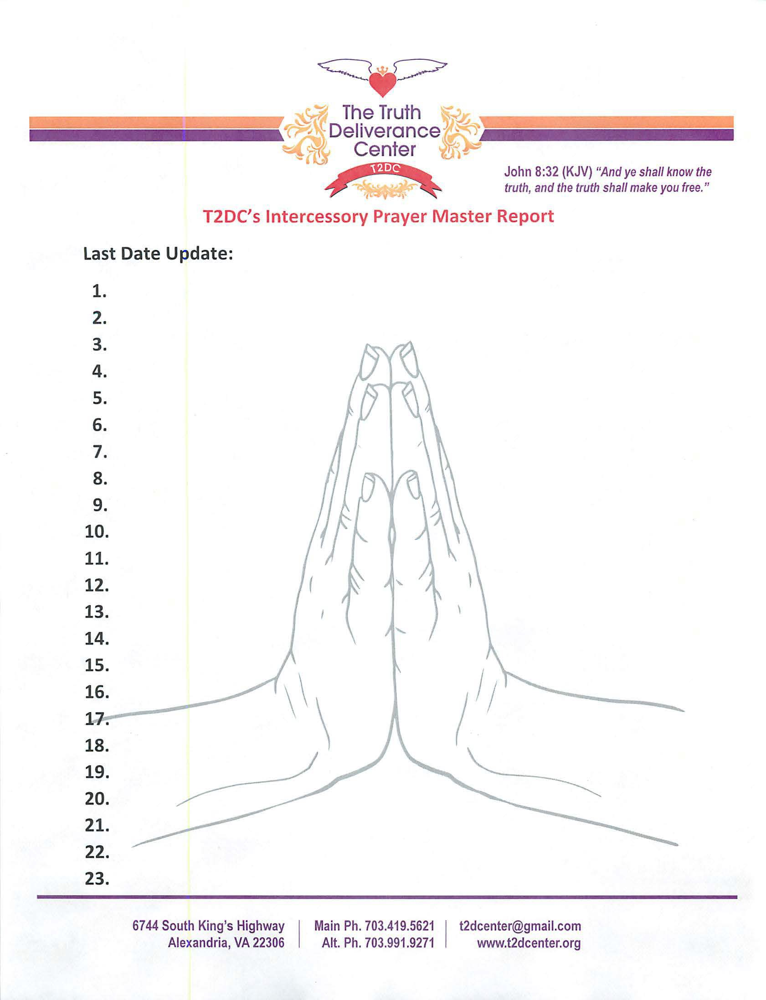 The Truth
Deliverance
Center
T2DC
John 8:32 (KJV) “And ye shall know the
truth, and the truth shall make you free.”
T2DC’s Intercessory Prayer Master Report
Last Date Update:
1.
2.
3.
4.
5.
6.
7.
8.
9.
10.
11.
12.
13.
14.
15.
16.
17.
18.
19.
20.
21.
22.
23.
6744 South King’s Highway
Alexandria, VA 22306
Main Ph. 703.419.5621
Alt. Ph. 703.991.9271
t2dcenter@gmail.com
www.t2dcenter.org